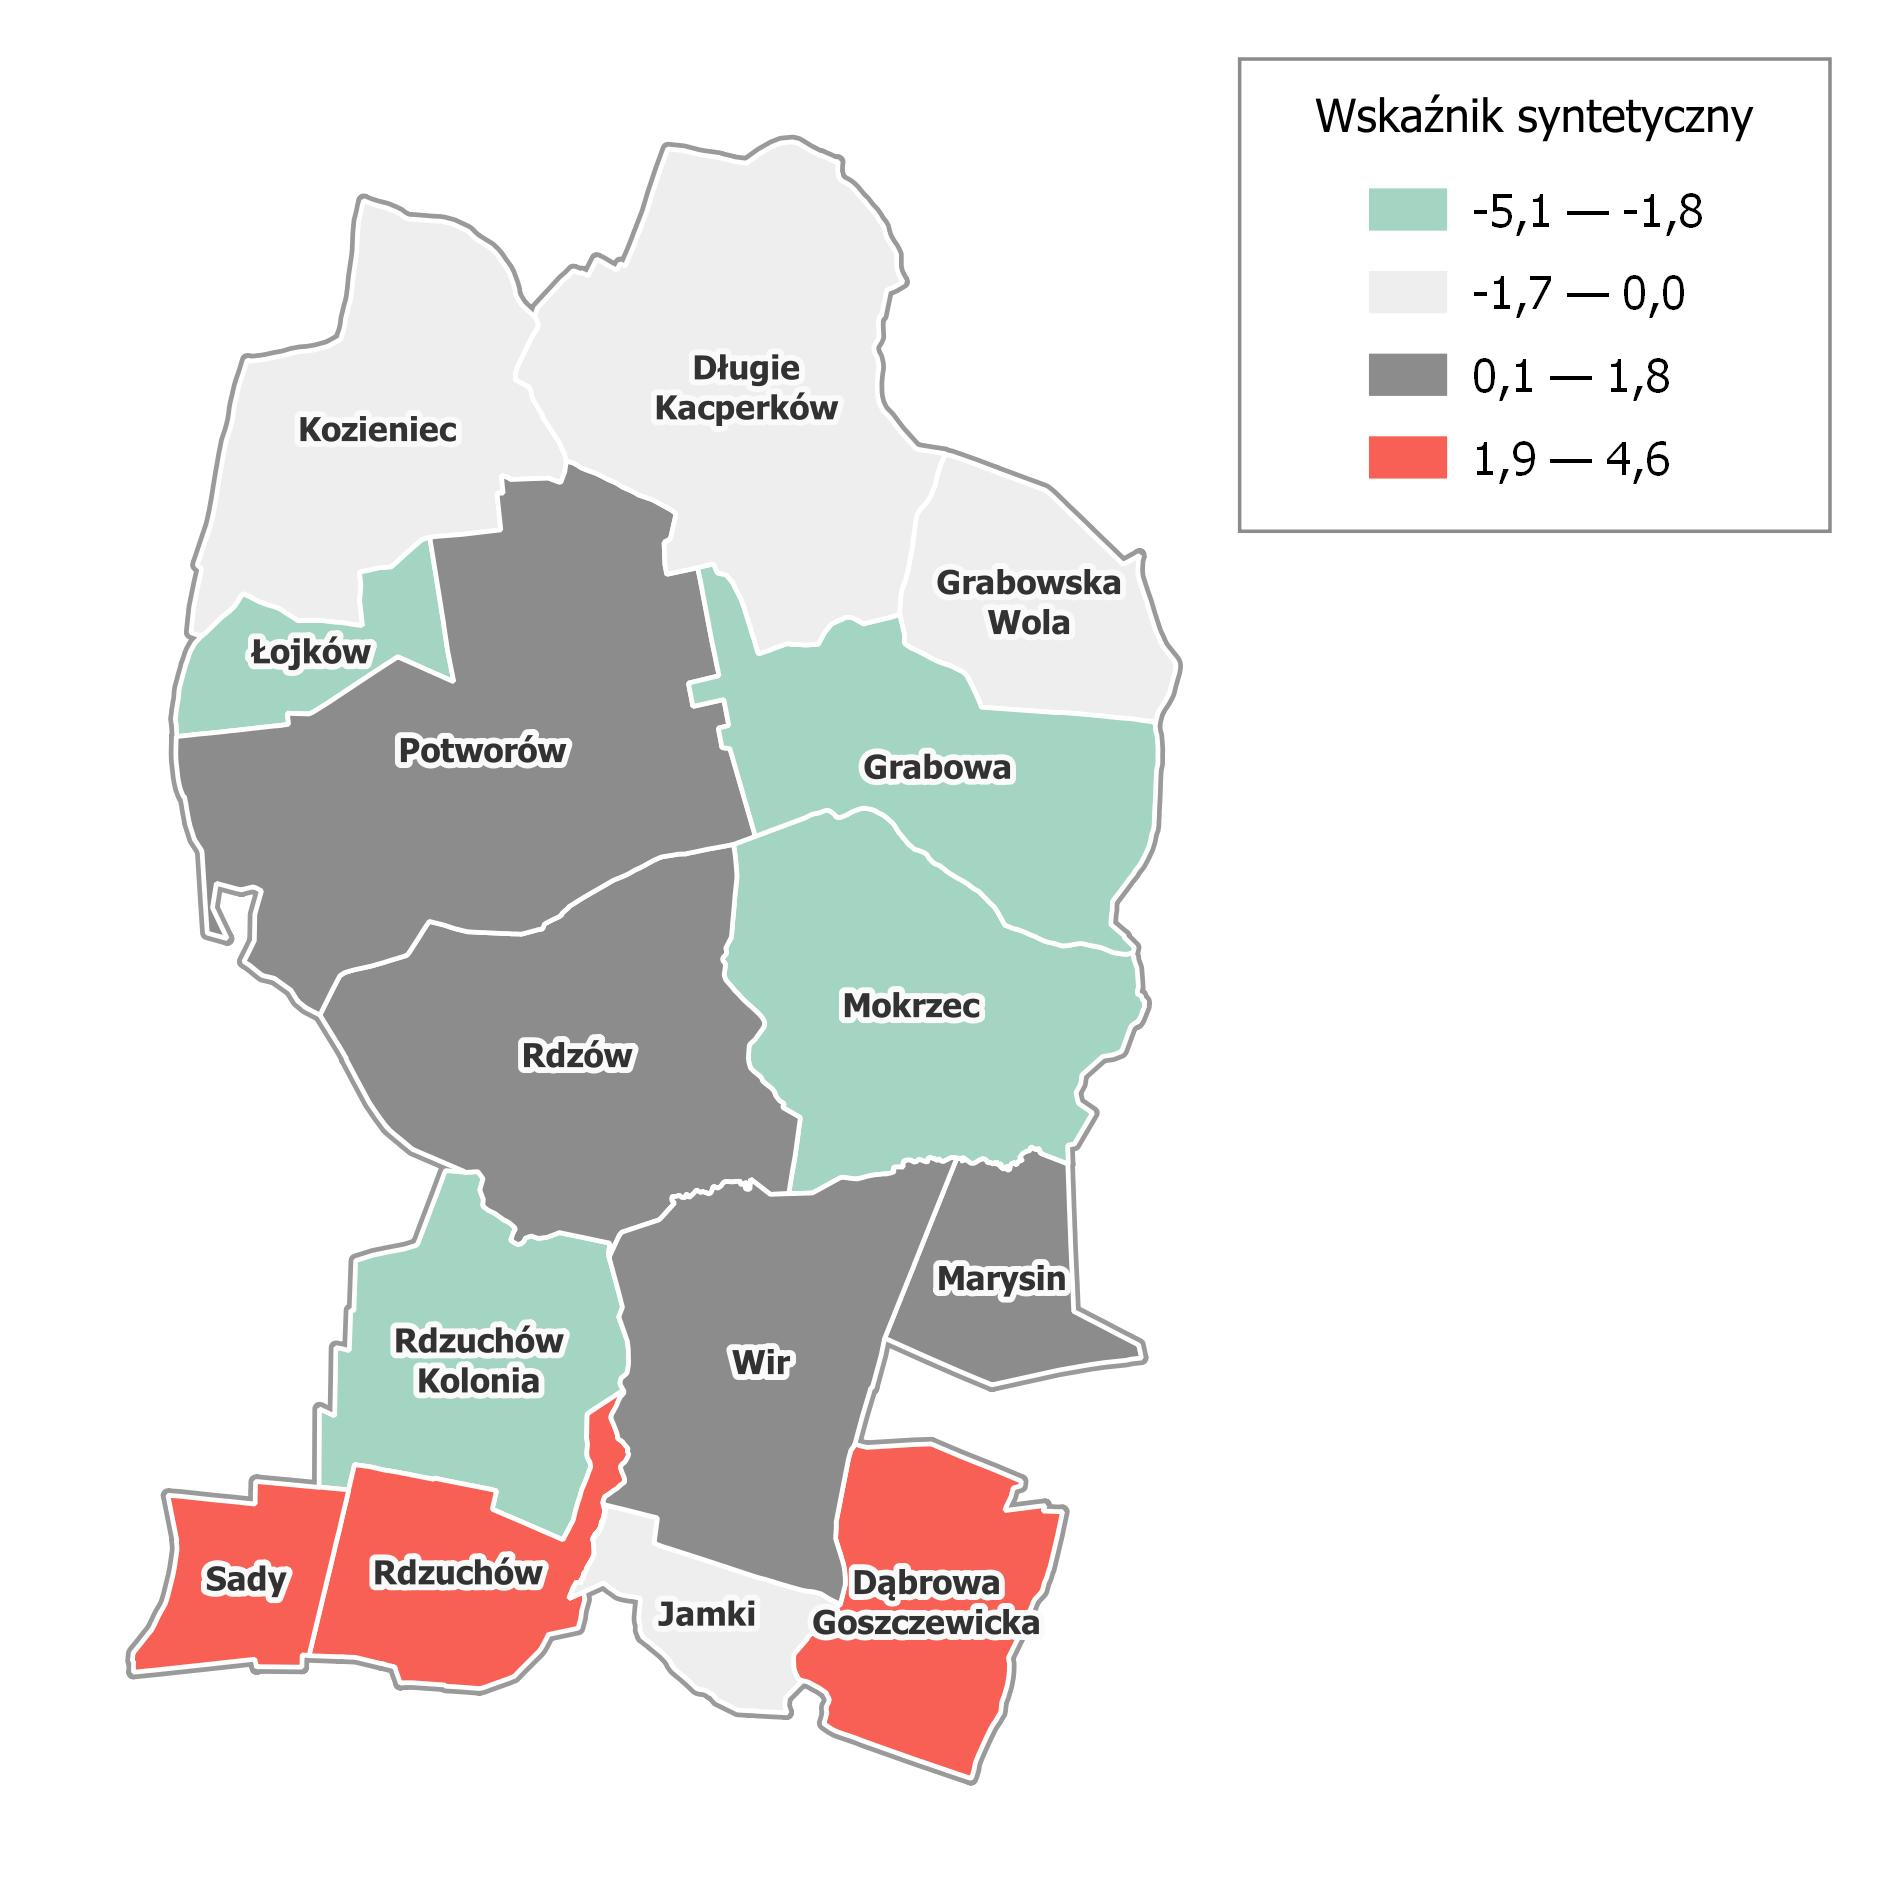 Wskaźnik syntetyczny
-5,1 — -1,8
-1,7 — 0,0
0,1 — 1,8
1,9 — 4,6
Długie
Kacperków
Kozieniec
Grabowska
Wola
Łojków
Potworów
Grabowa
Mokrzec
Rdzów
Marysin
Rdzuchów
Kolonia
Wir
Sady
Rdzuchów
Jamki
Dąbrowa
Goszczewicka